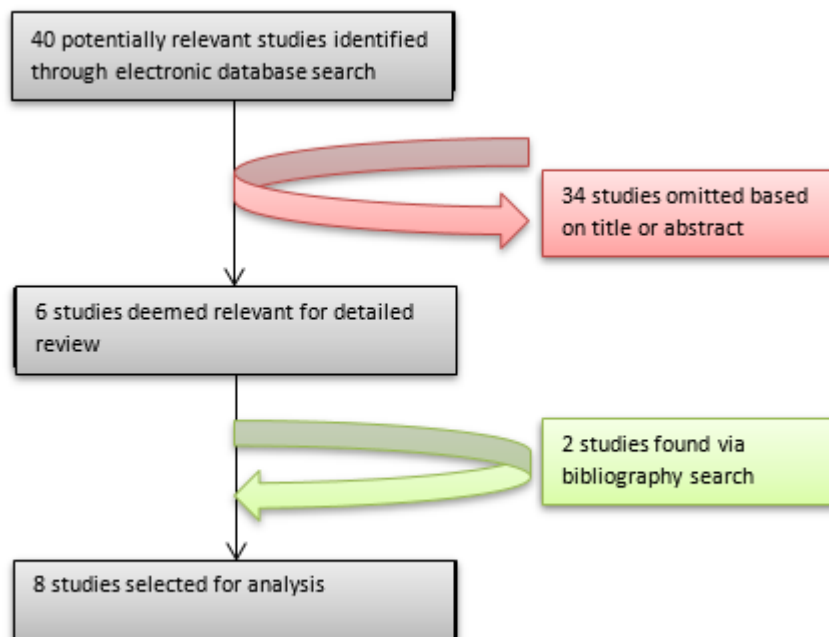 40 potentially relevant studies identified
through electronic database search
34 studies omitted based
on title or abstract
6 studies deemed relevant for detailed
review
2 studies found via
bibliography search
8 studies selected for analysis